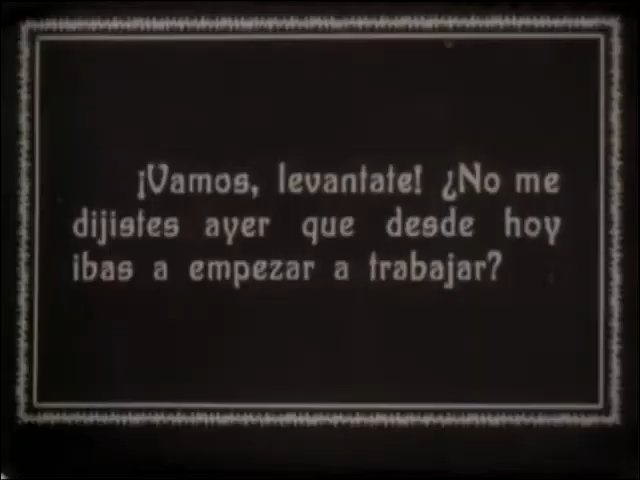 ¡Vamos, levantate! ¿No me
dijistes ayer que desde hoy
ibas a empezar a trabajar?